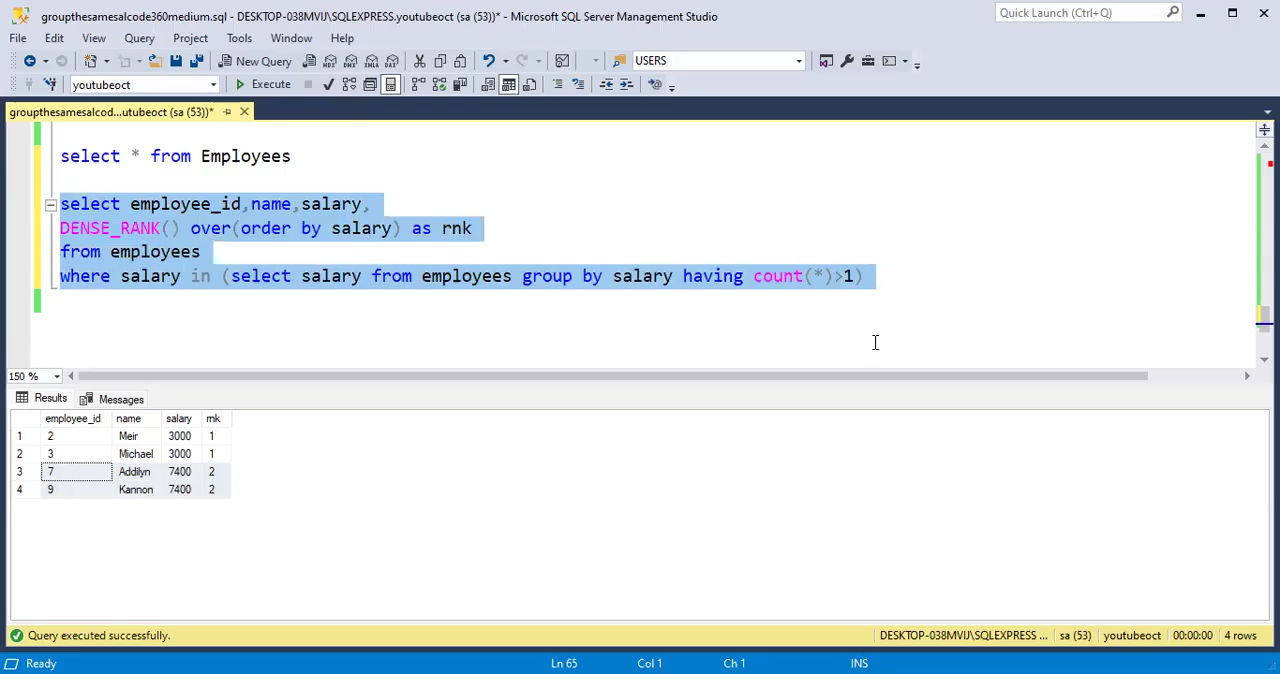 groupthesamesalcode360medium.sql - DESKTOP-038MVIJ\SQLEXPRESS.youtubeoct (sa (53))* - Microsoft SQL Server Management Studio
Quick Launch (Ctrl+Q)
File Edit View Query Project Tools Window Help
New Query USERS
youtubeoct Execute
groupthesamesalcod...utubeoct (sa (53))*
select * from Employees
select employee_id,name,salary,
DENSE_RANK() over(order by salary) as rnk
from employees
where salary in (select salary from employees group by salary having count(*)>1)
150 %
Results Messages
employee_id name salary rnk
1 2 Meir 3000 1
2 3 Michael 3000 1
3 7 Addilyn 7400 2
4 9 Kannon 7400 2
Query executed successfully. DESKTOP-038MVIJ\SQLEXPRESS ... sa (53) youtubeoct 00:00:00 4 rows
Ready Ln 65 Col 1 Ch 1 INS